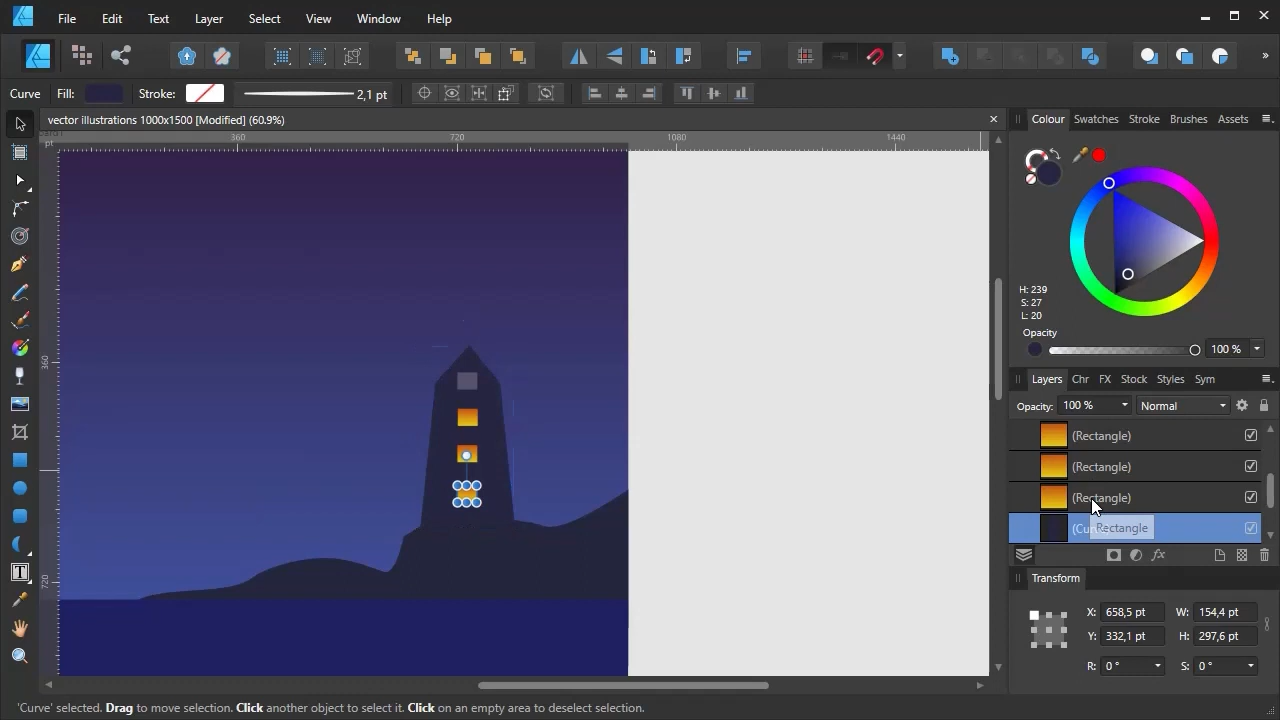 File Edit Text Layer Select View Window Help
Curve Fill: Stroke: 2,1 pt
vector illustrations 1000x1500 [Modified] (60.9%)
pt 360 720 1080 1440
360
720
Colour Swatches Stroke Brushes Assets
H: 239
S: 27
L: 20
Opacity
100 %
Layers Chr FX Stock Styles Sym
Opacity: 100 % Normal
(Rectangle)
(Rectangle)
(Rectangle)
(Cur
Rectangle
Transform
X: 658,5 pt W: 154,4 pt
Y: 332,1 pt H: 297,6 pt
R: 0 ° S: 0 °
'Curve' selected. Drag to move selection. Click another object to select it. Click on an empty area to deselect selection.